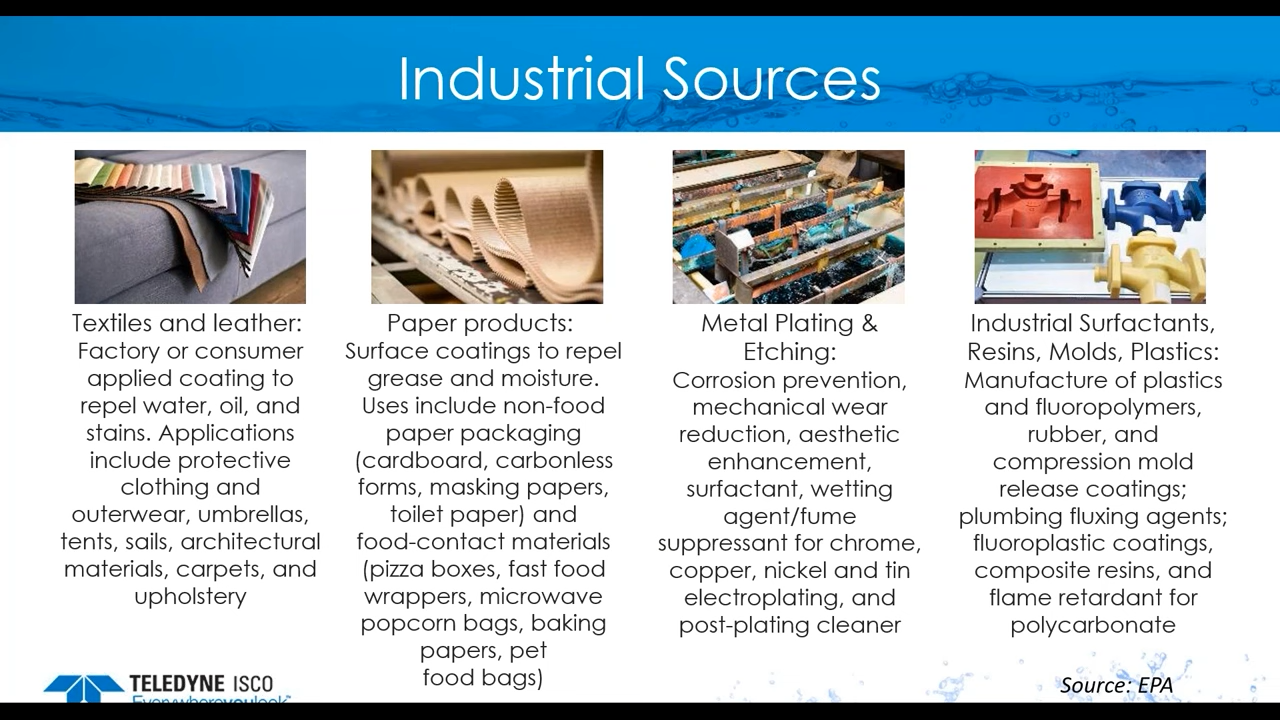 Industrial Sources
Textiles and leather:
Factory or consumer
applied coating to
repel water, oil, and
stains. Applications
include protective
clothing and
outerwear, umbrellas,
tents, sails, architectural
materials, carpets, and
upholstery
Paper products:
Surface coatings to repel
grease and moisture.
Uses include non-food
paper packaging
(cardboard, carbonless
forms, masking papers,
toilet paper) and
food-contact materials
(pizza boxes, fast food
wrappers, microwave
popcorn bags, baking
papers, pet
food bags)
Metal Plating &
Etching:
Corrosion prevention,
mechanical wear
reduction, aesthetic
enhancement,
surfactant, wetting
agent/fume
suppressant for chrome,
copper, nickel and tin
electroplating, and
post-plating cleaner
Industrial Surfactants,
Resins, Molds, Plastics:
Manufacture of plastics
and fluoropolymers,
rubber, and
compression mold
release coatings;
plumbing fluxing agents;
fluoroplastic coatings,
composite resins, and
flame retardant for
polycarbonate
TELEDYNE ISCO
Everywhereyoulook™
Source: EPA